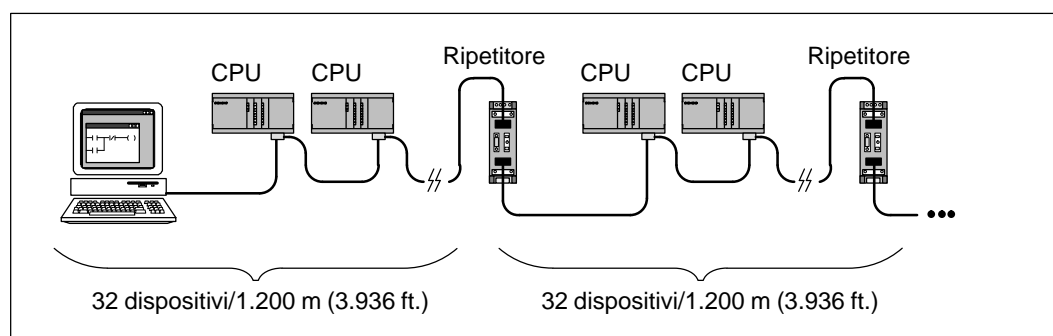 Ripetitore
CPU CPU
Ripetitore
CPU CPU
32 dispositivi/1.200 m (3.936 ft.)
32 dispositivi/1.200 m (3.936 ft.)